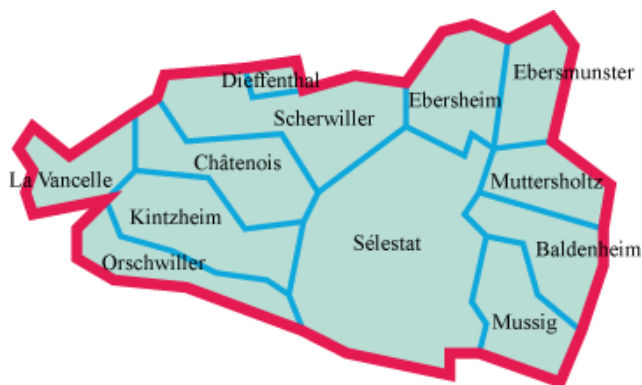 Ebersmunster
Dieffenthal
Ebersheim
Scherwiller
Châtenois
La Vancelle
Muttersholtz
Kintzheim
Sélestat
Baldenheim
Orschwiller
Mussig